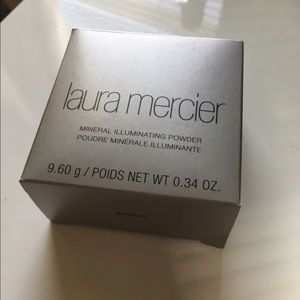 laura mercier
MINERAL ILLUMINATING POWDER
POUDRE MINÉRALE ILLUMINANTE
9.60 g / POIDS NET WT 0.34 OZ.